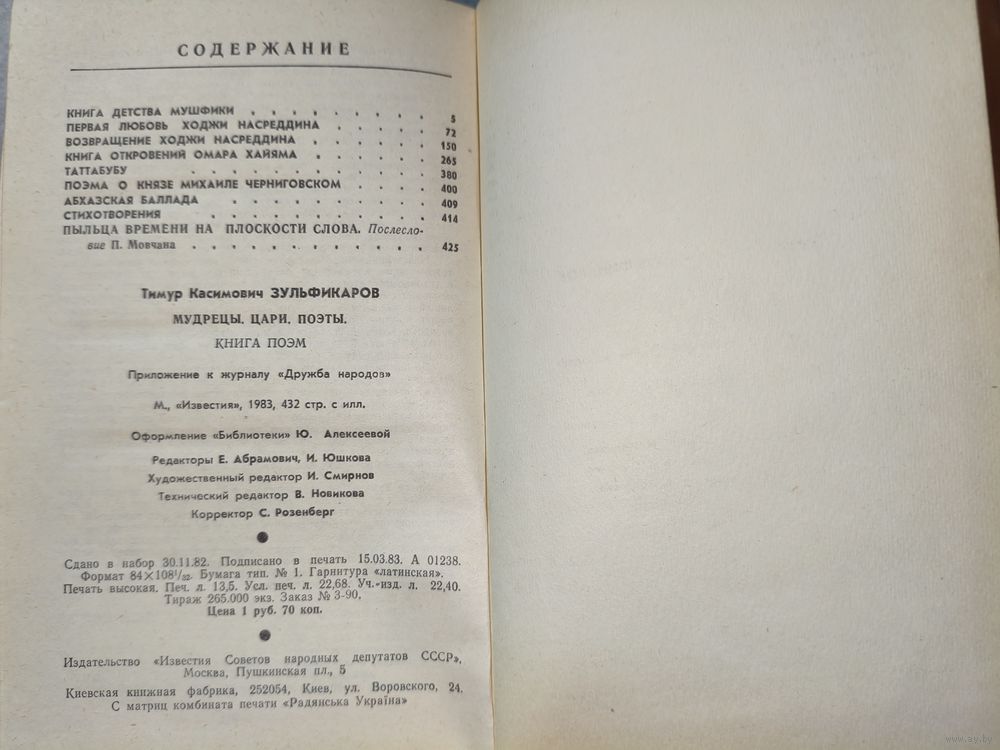 СОДЕРЖАНИЕ
КНИГА ДЕТСТВА МУШФИКИ . . . . . . . . . 5
ПЕРВАЯ ЛЮБОВЬ ХОДЖИ НАСРЕДДИНА . . . . . 72
ВОЗВРАЩЕНИЕ ХОДЖИ НАСРЕДДИНА . . . . . . 150
КНИГА ОТКРОВЕНИЙ ОМАРА ХАЙЯМА . . . . . . 265
ТАТТАБУБУ . . . . . . . . . . . . 380
ПОЭМА О КНЯЗЕ МИХАИЛЕ ЧЕРНИГОВСКОМ . . . . 400
АБХАЗСКАЯ БАЛЛАДА . . . . . . . . . . 409
СТИХОТВОРЕНИЯ . . . . . . . . . . . 414
ПЫЛЬЦА ВРЕМЕНИ НА ПЛОСКОСТИ СЛОВА. Послесло-
вие П. Мовчана . . . . . . . . . . . . 425
Тимур Касимович ЗУЛЬФИКАРОВ
МУДРЕЦЫ. ЦАРИ. ПОЭТЫ.
КНИГА ПОЭМ
Приложение к журналу «Дружба народов»
М., «Известия», 1983, 432 стр. с илл.
Оформление «Библиотеки» Ю. Алексеевой
Редакторы Е. Абрамович, И. Юшкова
Художественный редактор И. Смирнов
Технический редактор В. Новикова
Корректор С. Розенберг
Сдано в набор 30.11.82. Подписано в печать 15.03.83. А 01238.
Формат 84×108¹/₃₂. Бумага тип. № 1. Гарнитура «латинская».
Печать высокая. Печ. л. 13,5. Усл. печ. л. 22,68. Уч.-изд. л. 22,40.
Тираж 265.000 экз. Заказ № 3-90.
Цена 1 руб. 70 коп.
Издательство «Известия Советов народных депутатов СССР»,
Москва, Пушкинская пл., 5
Киевская книжная фабрика, 252054, Киев, ул. Воровского, 24.
С матриц комбината печати «Радянська Україна»
www.ay.by